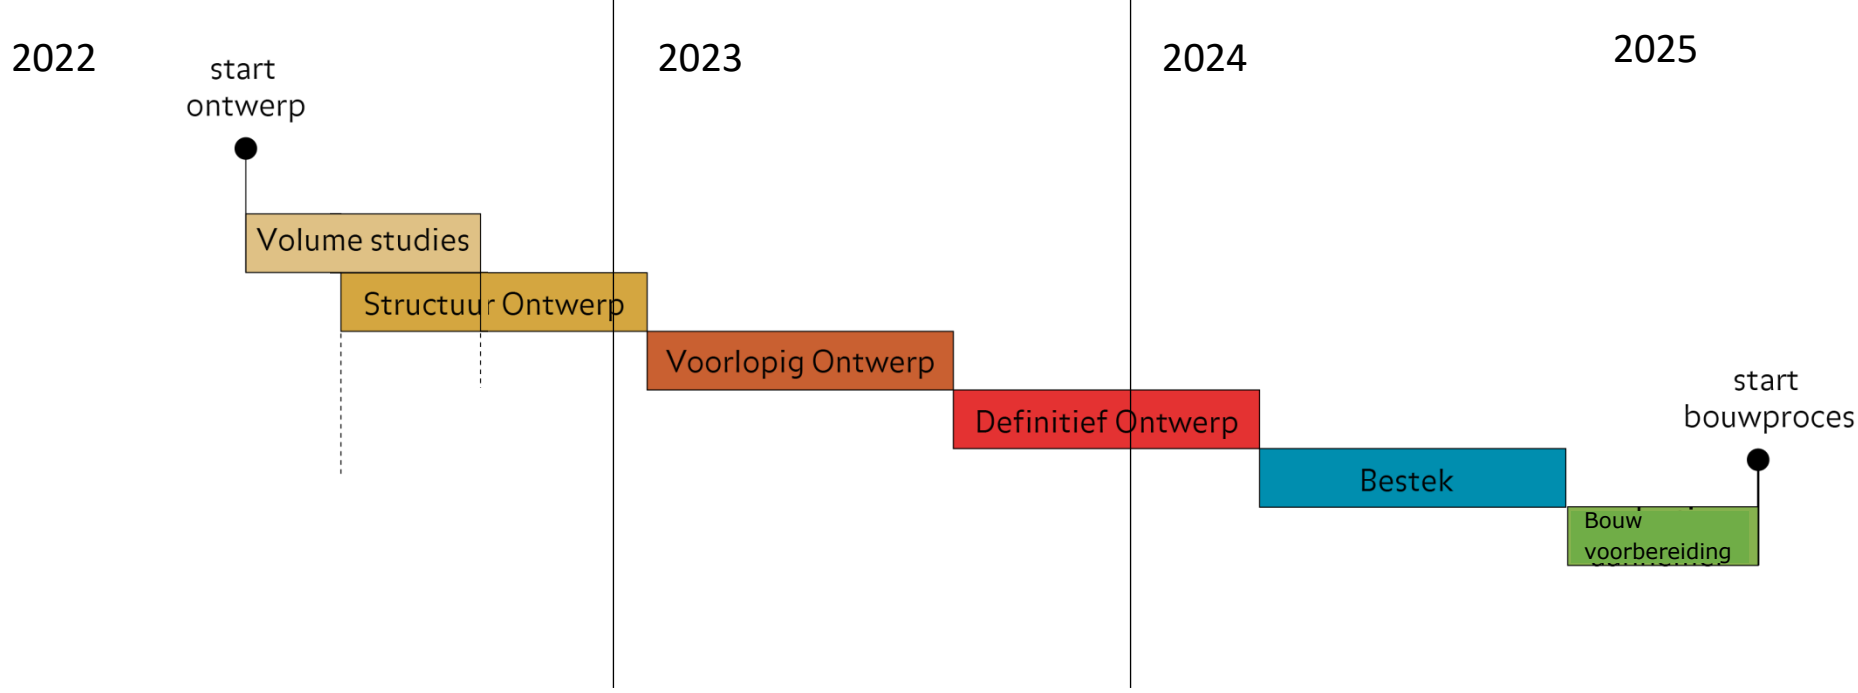 2022
2023
2024
2025
start
ontwerp
Volume studies
Structuur Ontwerp
Voorlopig Ontwerp
Definitief Ontwerp
start
bouwproces
Bestek
Bouw
voorbereiding